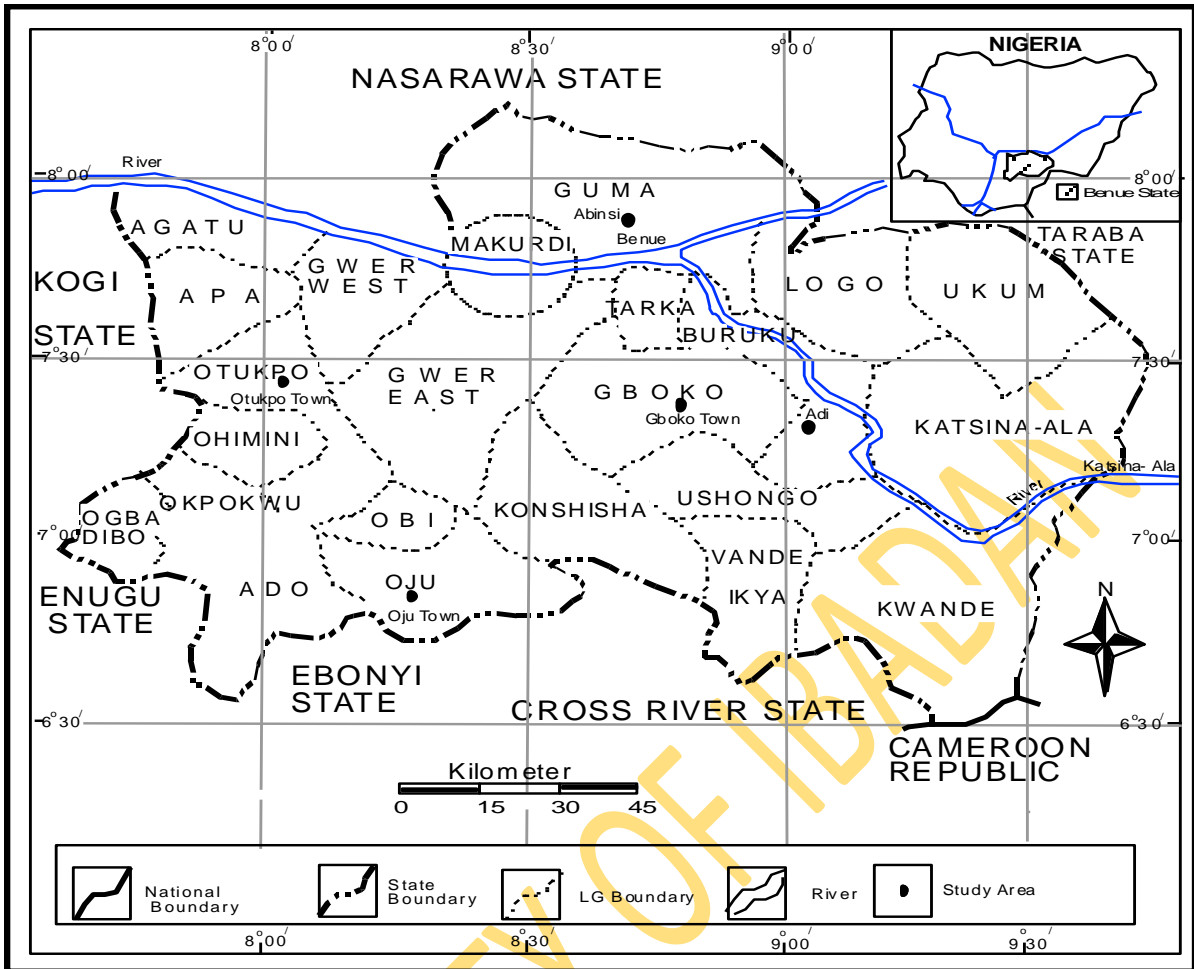 8°00′ 8°30′ 9°00′
NIGERIA
NASARAWA STATE
River
8°00′ 8°00′
Benue State
GUMA
Abinsi
AGATU
MAKURDI
Benue
TARABA
STATE
KOGI
STATE
GWER
WEST
APA
LOGO
UKUM
TARKA
BURUKU
7°30′ 7°30′
OTUKPO
Otukpo Town
GWER
EAST
GBOKO
Gboko Town
Adi
OHIMINI
KATSINA-ALA
Katsina-Ala
River
OKPOKWU
OGBA
DIBO
OBI
KONSHISHA
USHONGO
7°00′ 7°00′
VANDE
IKYA
ADO
OJU
Oju Town
KWANDE
ENUGU
STATE
N
EBONYI
STATE
CROSS RIVER STATE
6°30′ 6°30′
CAMEROON
REPUBLIC
Kilometer
0 15 30 45
National
Boundary
State
Boundary
LG Boundary
River
Study Area
8°00′ 8°30′ 9°00′ 9°30′
Y OF IBADAN